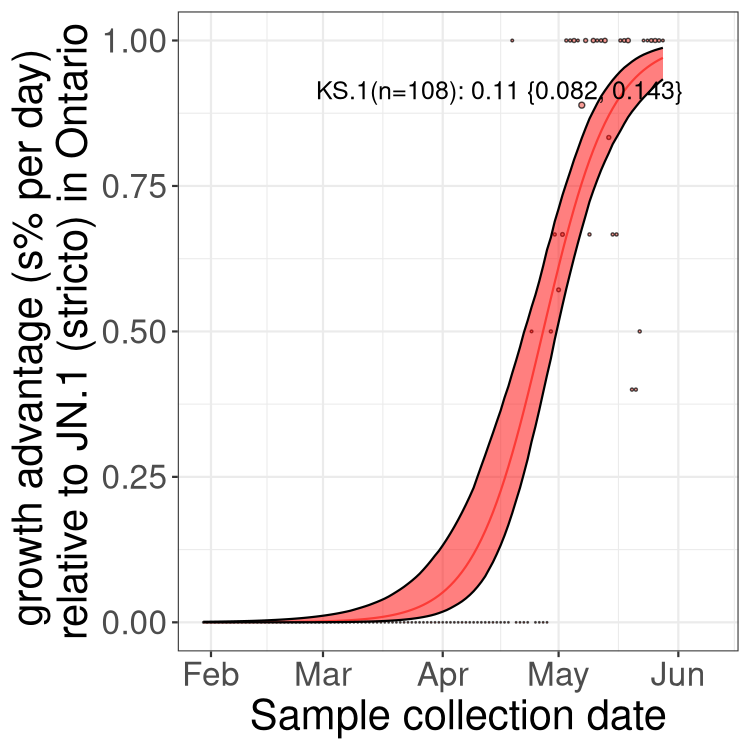 growth advantage (s% per day)
relative to JN.1 (stricto) in Ontario
1.00
0.75
0.50
0.25
0.00
KS.1(n=108): 0.11 {0.082, 0.143}
Feb Mar Apr May Jun
Sample collection date